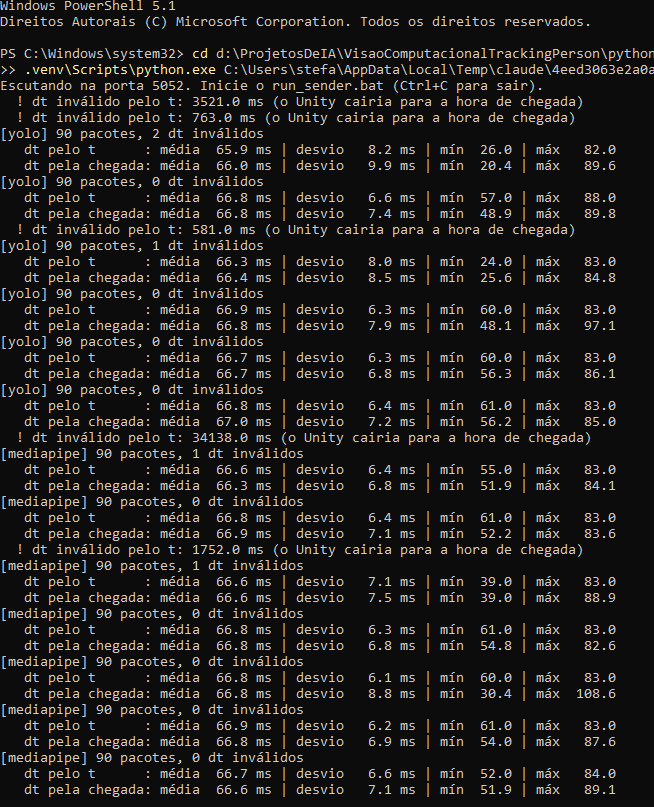 Windows PowerShell 5.1
Direitos Autorais (C) Microsoft Corporation. Todos os direitos reservados.
PS C:\Windows\system32> cd d:\ProjetosDeIA\VisaoComputacionalTrackingPerson\python
>> .venv\Scripts\python.exe C:\Users\stefa\AppData\Local\Temp\claude\4eed3063e2a0a
Escutando na porta 5052. Inicie o run_sender.bat (Ctrl+C para sair).
  ! dt inválido pelo t: 3521.0 ms (o Unity cairia para a hora de chegada)
  ! dt inválido pelo t: 763.0 ms (o Unity cairia para a hora de chegada)
[yolo] 90 pacotes, 2 dt inválidos
   dt pelo t      : média  65.9 ms | desvio   8.2 ms | mín  26.0 | máx   82.0
   dt pela chegada: média  66.0 ms | desvio   9.9 ms | mín  20.4 | máx   89.6
[yolo] 90 pacotes, 0 dt inválidos
   dt pelo t      : média  66.8 ms | desvio   6.6 ms | mín  57.0 | máx   88.0
   dt pela chegada: média  66.8 ms | desvio   7.4 ms | mín  48.9 | máx   89.8
  ! dt inválido pelo t: 581.0 ms (o Unity cairia para a hora de chegada)
[yolo] 90 pacotes, 1 dt inválidos
   dt pelo t      : média  66.3 ms | desvio   8.0 ms | mín  24.0 | máx   83.0
   dt pela chegada: média  66.4 ms | desvio   8.5 ms | mín  25.6 | máx   84.8
[yolo] 90 pacotes, 0 dt inválidos
   dt pelo t      : média  66.9 ms | desvio   6.3 ms | mín  60.0 | máx   83.0
   dt pela chegada: média  66.8 ms | desvio   7.9 ms | mín  48.1 | máx   97.1
[yolo] 90 pacotes, 0 dt inválidos
   dt pelo t      : média  66.7 ms | desvio   6.3 ms | mín  60.0 | máx   83.0
   dt pela chegada: média  66.7 ms | desvio   6.8 ms | mín  56.3 | máx   86.1
[yolo] 90 pacotes, 0 dt inválidos
   dt pelo t      : média  66.8 ms | desvio   6.4 ms | mín  61.0 | máx   83.0
   dt pela chegada: média  67.0 ms | desvio   7.2 ms | mín  56.2 | máx   85.0
  ! dt inválido pelo t: 34138.0 ms (o Unity cairia para a hora de chegada)
[mediapipe] 90 pacotes, 1 dt inválidos
   dt pelo t      : média  66.6 ms | desvio   6.4 ms | mín  55.0 | máx   83.0
   dt pela chegada: média  66.3 ms | desvio   6.8 ms | mín  51.9 | máx   84.1
[mediapipe] 90 pacotes, 0 dt inválidos
   dt pelo t      : média  66.8 ms | desvio   6.4 ms | mín  61.0 | máx   83.0
   dt pela chegada: média  66.9 ms | desvio   7.1 ms | mín  52.2 | máx   83.6
  ! dt inválido pelo t: 1752.0 ms (o Unity cairia para a hora de chegada)
[mediapipe] 90 pacotes, 1 dt inválidos
   dt pelo t      : média  66.6 ms | desvio   7.1 ms | mín  39.0 | máx   83.0
   dt pela chegada: média  66.6 ms | desvio   7.5 ms | mín  39.0 | máx   88.9
[mediapipe] 90 pacotes, 0 dt inválidos
   dt pelo t      : média  66.8 ms | desvio   6.3 ms | mín  61.0 | máx   83.0
   dt pela chegada: média  66.8 ms | desvio   6.8 ms | mín  54.8 | máx   82.6
[mediapipe] 90 pacotes, 0 dt inválidos
   dt pelo t      : média  66.8 ms | desvio   6.1 ms | mín  60.0 | máx   83.0
   dt pela chegada: média  66.8 ms | desvio   8.8 ms | mín  30.4 | máx  108.6
[mediapipe] 90 pacotes, 0 dt inválidos
   dt pelo t      : média  66.9 ms | desvio   6.2 ms | mín  61.0 | máx   83.0
   dt pela chegada: média  66.8 ms | desvio   6.9 ms | mín  54.0 | máx   87.6
[mediapipe] 90 pacotes, 0 dt inválidos
   dt pelo t      : média  66.7 ms | desvio   6.6 ms | mín  52.0 | máx   84.0
   dt pela chegada: média  66.6 ms | desvio   7.1 ms | mín  51.9 | máx   89.1